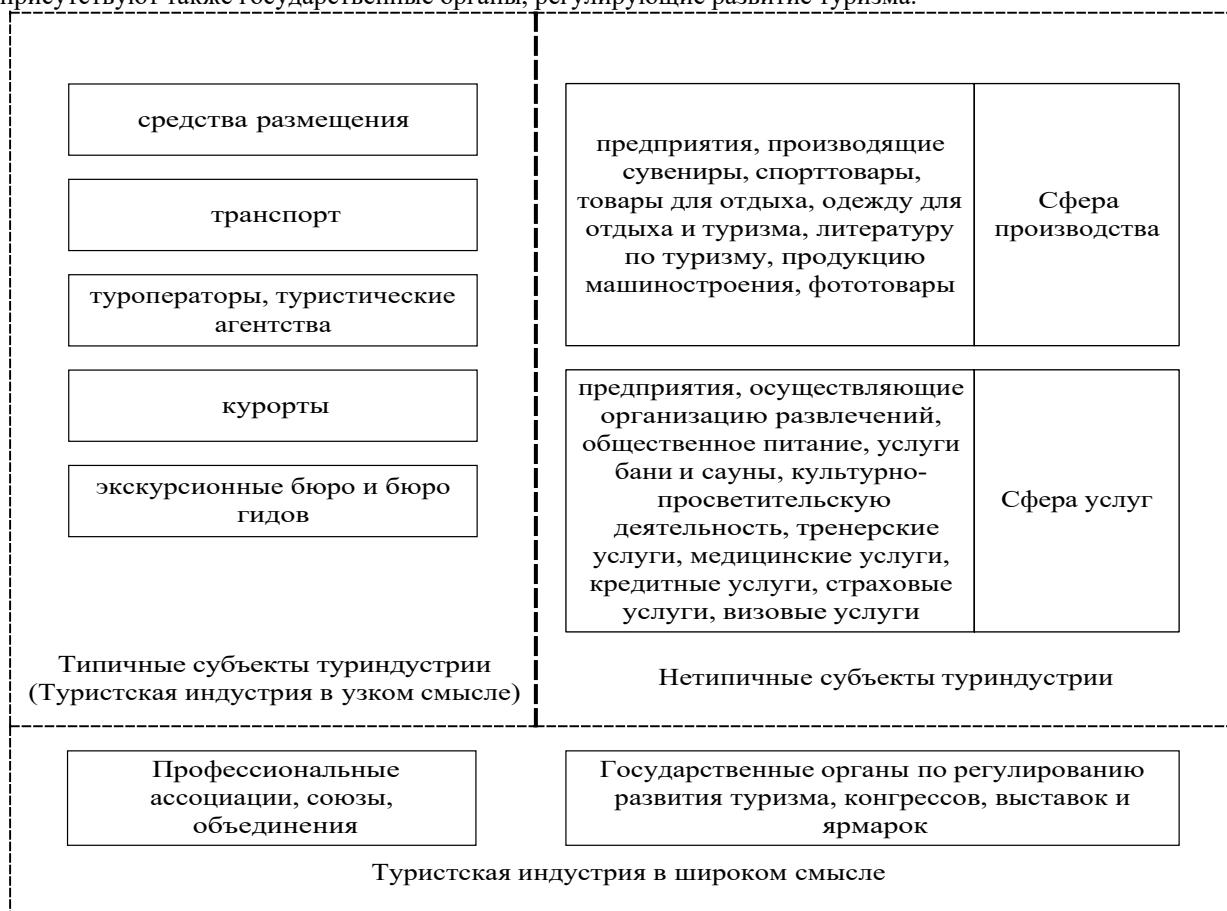 присутствуют также государственные органы, регулирующие развитие туризма.
средства размещения
транспорт
туроператоры, туристические
агентства
курорты
экскурсионные бюро и бюро
гидов
Типичные субъекты туриндустрии
(Туристская индустрия в узком смысле)
предприятия, производящие
сувениры, спорттовары,
товары для отдыха, одежду для
отдыха и туризма, литературу
по туризму, продукцию
машиностроения, фототовары
Сфера
производства
предприятия, осуществляющие
организацию развлечений,
общественное питание, услуги
бани и сауны, культурно-
просветительскую
деятельность, тренерские
услуги, медицинские услуги,
кредитные услуги, страховые
услуги, визовые услуги
Сфера услуг
Нетипичные субъекты туриндустрии
Профессиональные
ассоциации, союзы,
объединения
Государственные органы по регулированию
развития туризма, конгрессов, выставок и
ярмарок
Туристская индустрия в широком смысле